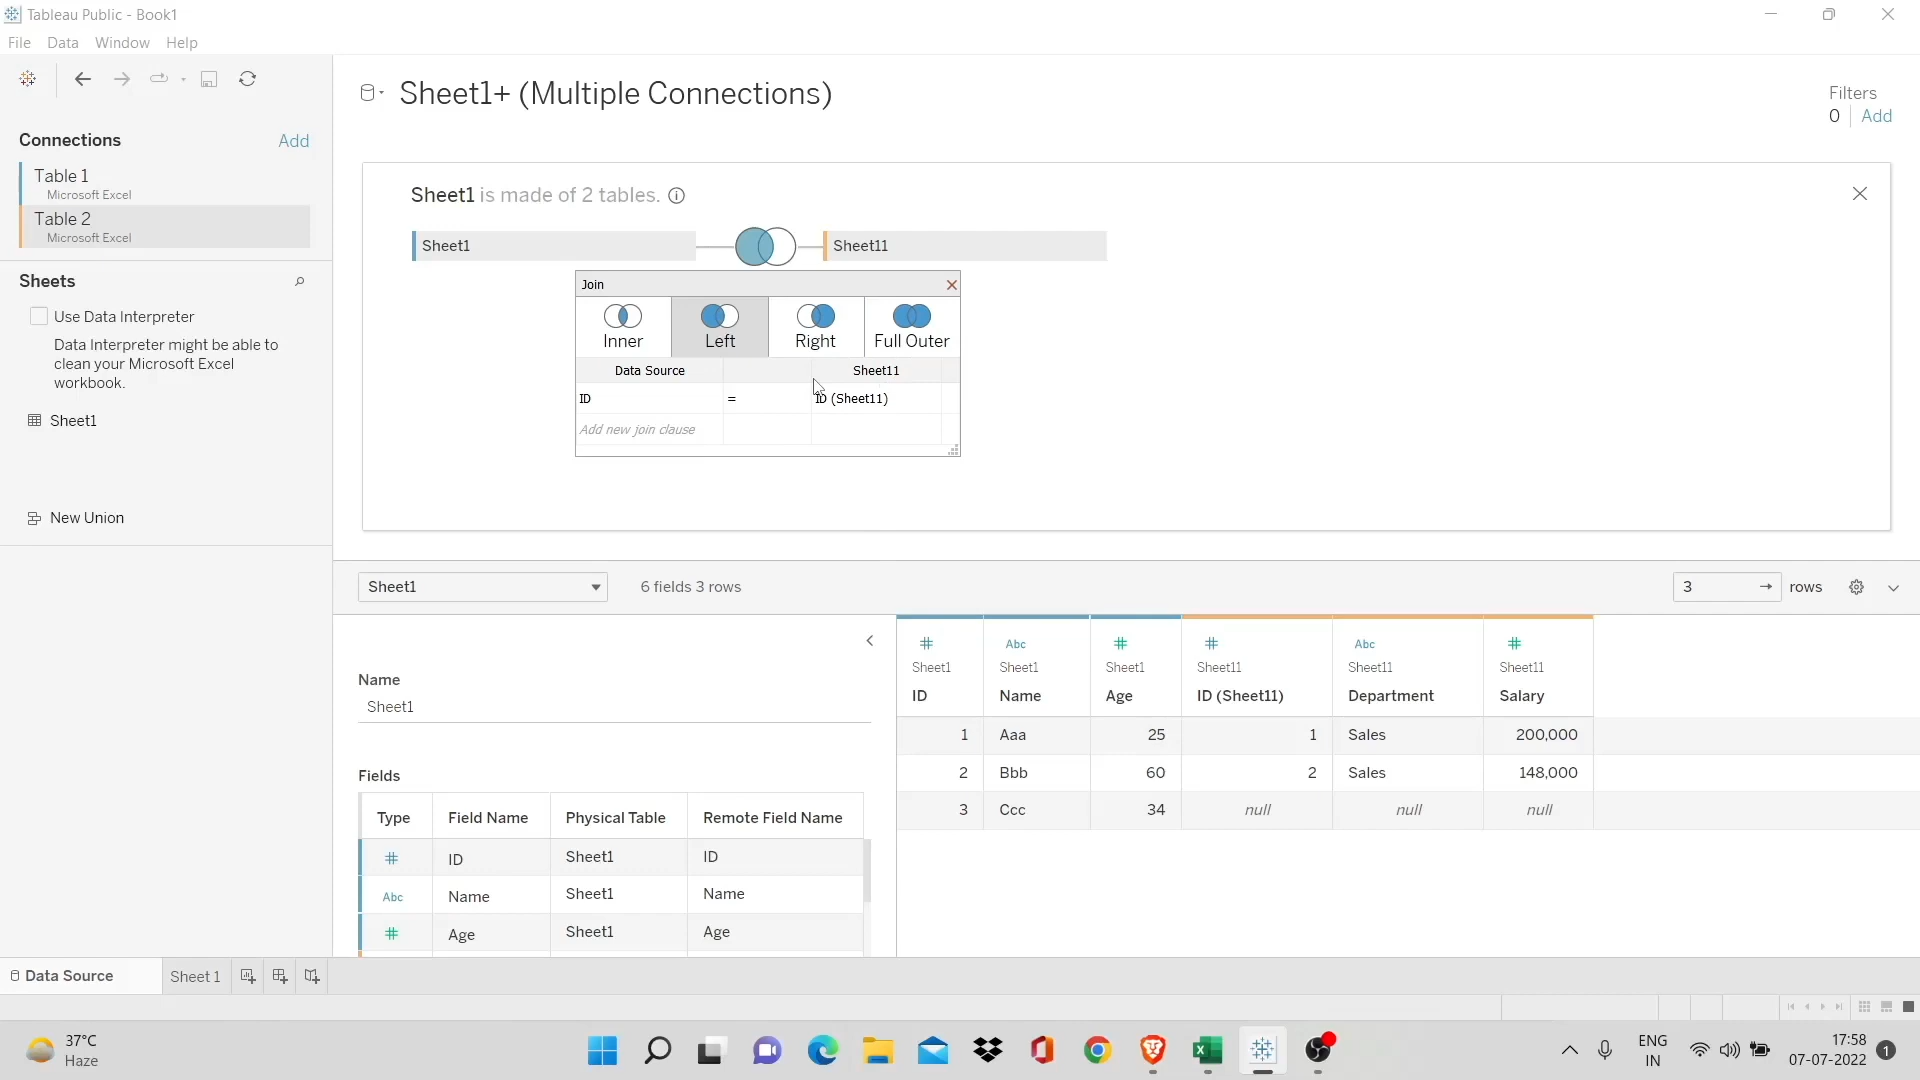 Tableau Public - Book1
File Data Window Help
Connections Add
Table 1
Microsoft Excel
Table 2
Microsoft Excel
Sheets
Use Data Interpreter
Data Interpreter might be able to
clean your Microsoft Excel
workbook.
Sheet1
New Union
Sheet1+ (Multiple Connections)
Filters
0 Add
Sheet1 is made of 2 tables.
Sheet1 Sheet11
Join
Inner Left Right Full Outer
Data Source Sheet11
ID = ID (Sheet11)
Add new join clause
Sheet1 6 fields 3 rows 3 rows
Name
Sheet1
Fields
Type Field Name Physical Table Remote Field Name
ID Sheet1 ID
Abc Name Sheet1 Name
Age Sheet1 Age
Abc Abc
Sheet1 Sheet1 Sheet1 Sheet11 Sheet11 Sheet11
ID Name Age ID (Sheet11) Department Salary
1 Aaa 25 1 Sales 200,000
2 Bbb 60 2 Sales 148,000
3 Ccc 34 null null null
Data Source Sheet 1
37°C
Haze
ENG
IN
17:58
07-07-2022
1